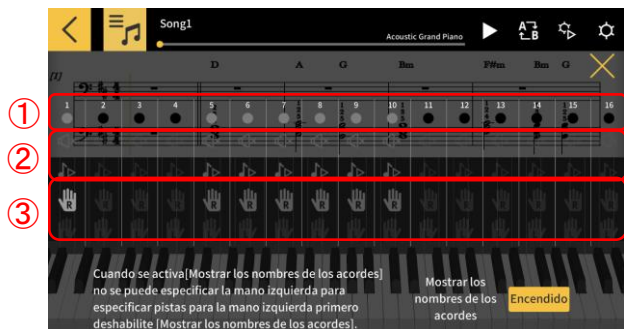 Song1
Acoustic Grand Piano
A B
[1] D A G Bm F#m Bm G
① 1 2 3 4 5 6 7 8 9 10 11 12 13 14 15 16
②
③ R R R R R R R
Cuando se activa[Mostrar los nombres de los acordes]
no se puede especificar la mano izquierda para
especificar pistas para la mano izquierda primero
deshabilite [Mostrar los nombres de los acordes].
Mostrar los
nombres de los
acordes
Encendido